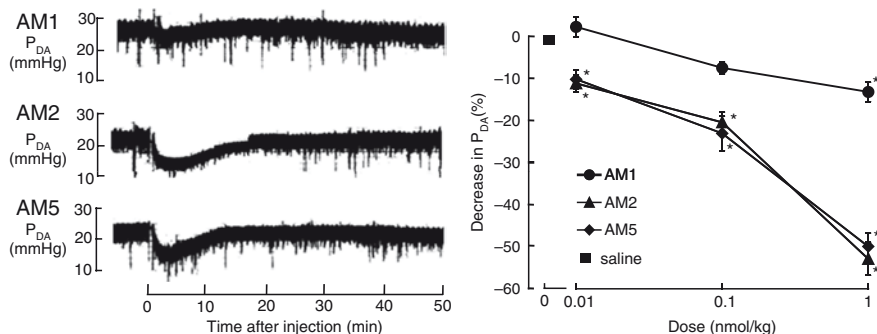 AM1
P_DA
(mmHg)
30
20
10
AM2
P_DA
(mmHg)
30
20
10
AM5
P_DA
(mmHg)
30
20
10
0 10 20 30 40 50
Time after injection (min)
Decrease in P_DA(%)
0
−10
−20
−30
−40
−50
−60
* * * * * * *
AM1
AM2
AM5
saline
0 0.01 0.1 1
Dose (nmol/kg)